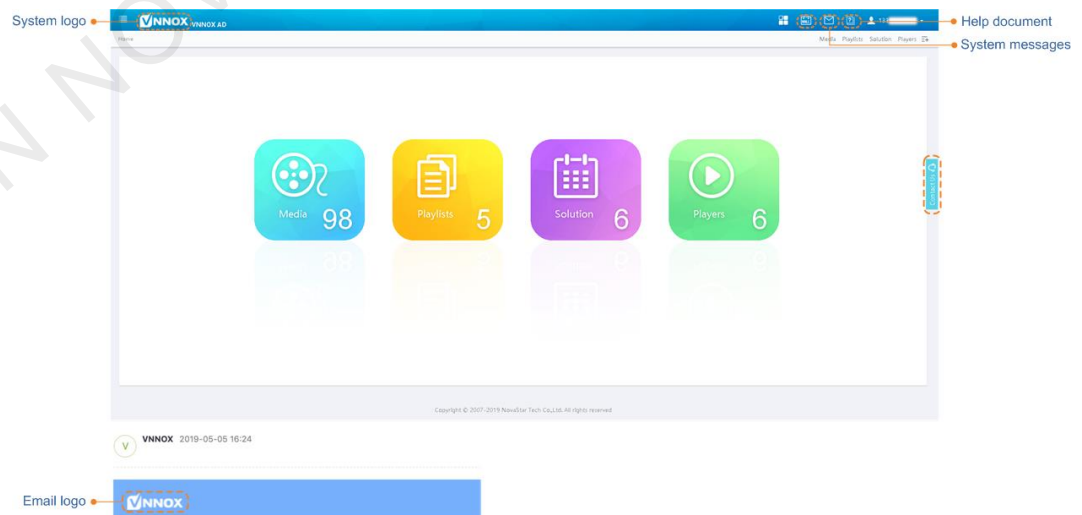 System logo
VNNOX VNNOX AD
Help document
Home
Media Playlists Solution Players
System messages
Contact Us
Media 98
Playlists 5
Solution 6
Players 6
Copyright © 2007-2019 NovaStar Tech Co.,Ltd. All rights reserved
V
VNNOX 2019-05-05 16:24
Email logo
VNNOX